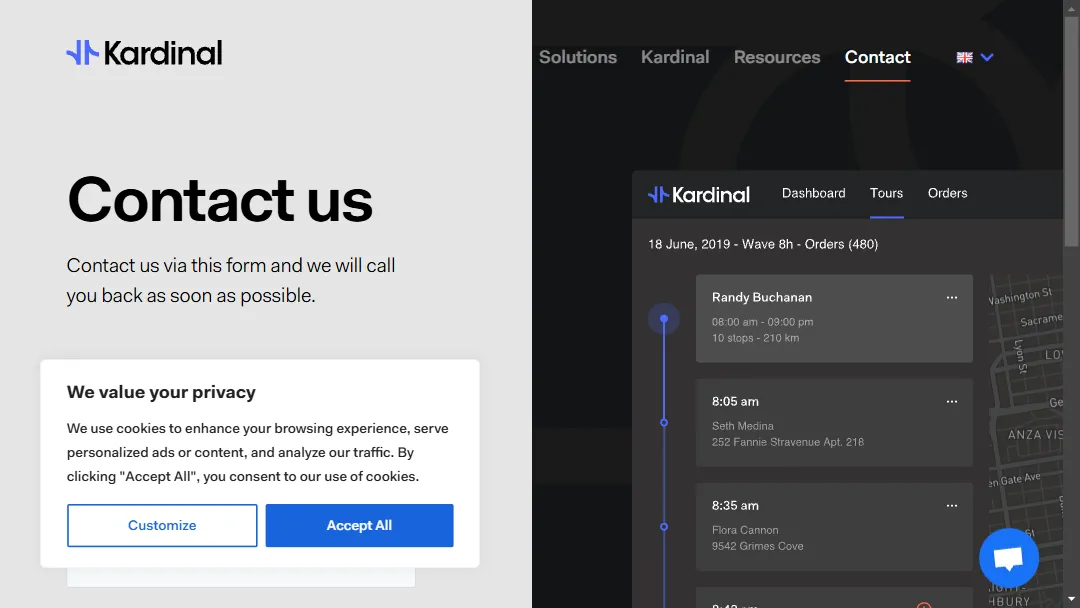 Kardinal
Solutions Kardinal Resources Contact
Contact us
Contact us via this form and we will call
you back as soon as possible.
We value your privacy
We use cookies to enhance your browsing experience, serve
personalized ads or content, and analyze our traffic. By
clicking "Accept All", you consent to our use of cookies.
Customize Accept All
Kardinal Dashboard Tours Orders
18 June, 2019 - Wave 8h - Orders (480)
Randy Buchanan
08:00 am - 09:00 pm
10 stops - 210 km
8:05 am
Seth Medina
252 Fannie Stravenue Apt. 218
8:35 am
Flora Cannon
9542 Grimes Cove
Washington St
Sacrame
Lyon St
LO
Ge
ANZA VIS
en Gate Ave
St
HBURY